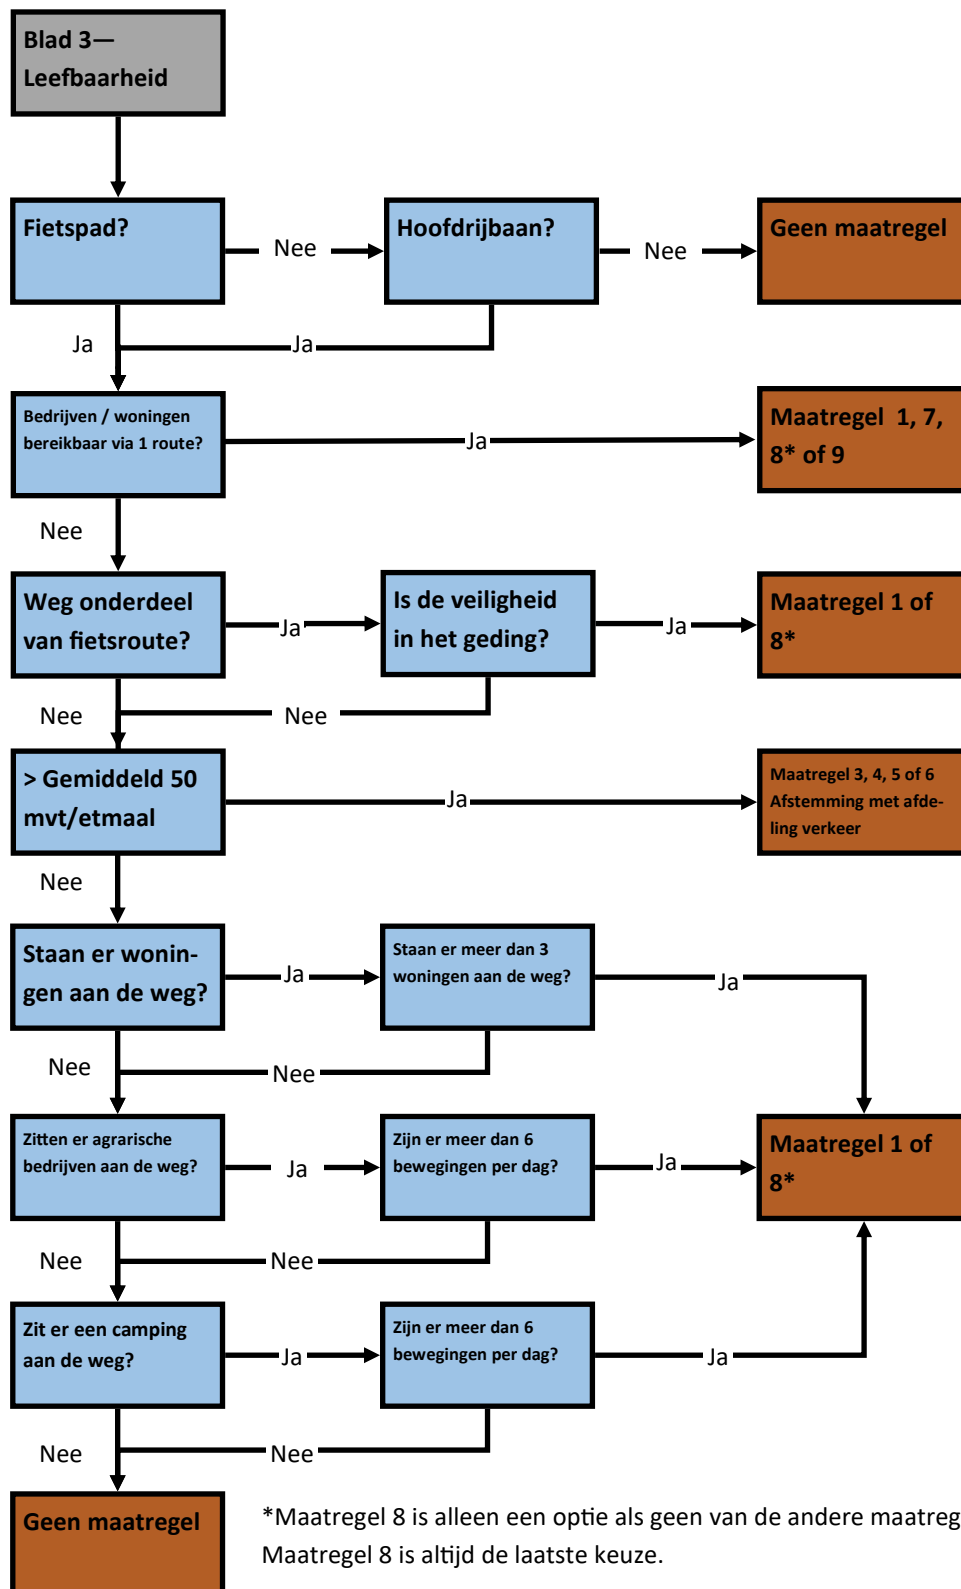 Blad 3—
Leefbaarheid
Fietspad?
Nee
Hoofdrijbaan?
Nee
Geen maatregel
Ja
Ja
Bedrijven / woningen
bereikbaar via 1 route?
Ja
Maatregel 1, 7,
8* of 9
Nee
Weg onderdeel
van fietsroute?
Ja
Is de veiligheid
in het geding?
Ja
Maatregel 1 of
8*
Nee
Nee
> Gemiddeld 50
mvt/etmaal
Ja
Maatregel 3, 4, 5 of 6
Afstemming met afde-
ling verkeer
Nee
Staan er wonin-
gen aan de weg?
Ja
Staan er meer dan 3
woningen aan de weg?
Ja
Nee
Nee
Zitten er agrarische
bedrijven aan de weg?
Ja
Zijn er meer dan 6
bewegingen per dag?
Ja
Maatregel 1 of
8*
Nee
Nee
Zit er een camping
aan de weg?
Ja
Zijn er meer dan 6
bewegingen per dag?
Ja
Nee
Nee
Geen maatregel
*Maatregel 8 is alleen een optie als geen van de andere maatreg
Maatregel 8 is altijd de laatste keuze.